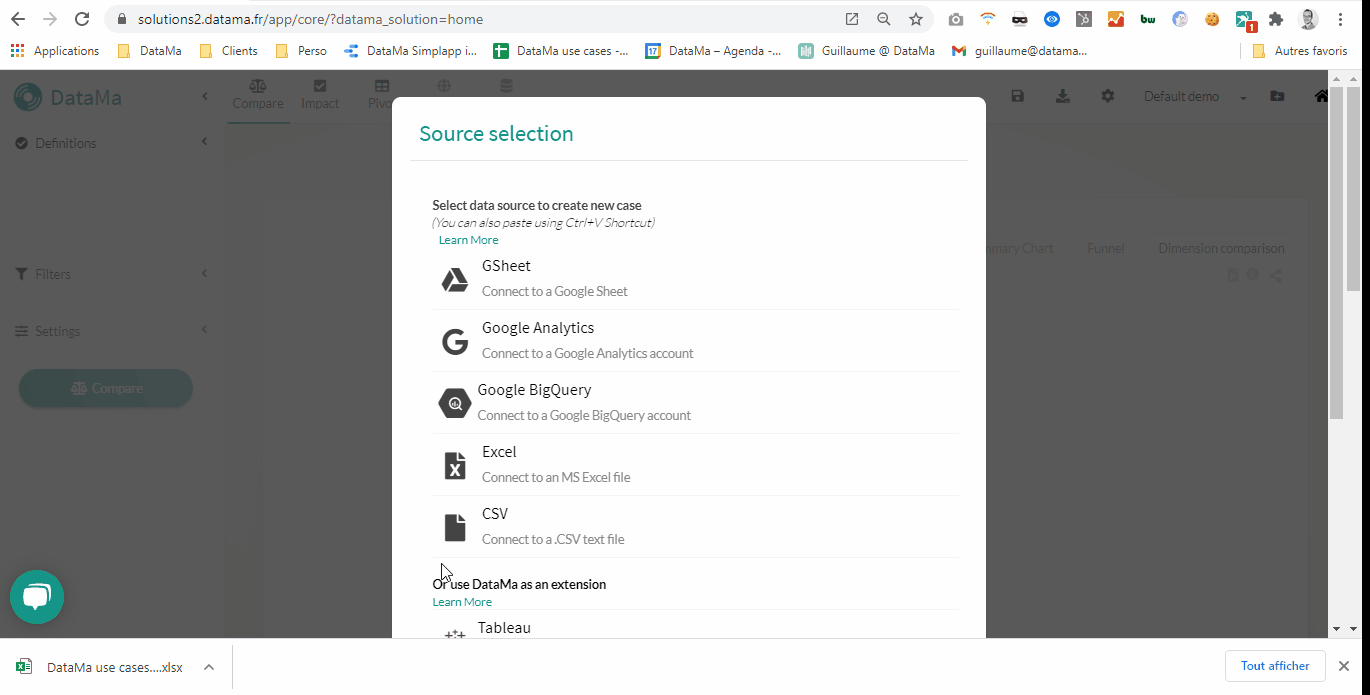 solutions2.datama.fr/app/core/?datama_solution=home
1
Applications DataMa Clients Perso DataMa Simplapp i... DataMa use cases -... 17 DataMa – Agenda -... Guillaume @ DataMa guillaume@datama... Autres favoris
DataMa
Compare Impact Pivo
Default demo
Source selection
Definitions
Select data source to create new case
(You can also paste using Ctrl+V Shortcut)
Learn More
mmary Chart Funnel Dimension comparison
GSheet
Connect to a Google Sheet
Filters
Google Analytics
Connect to a Google Analytics account
Settings
Compare
Google BigQuery
Connect to a Google BigQuery account
Excel
Connect to an MS Excel file
CSV
Connect to a .CSV text file
Or use DataMa as an extension
Learn More
Tableau
DataMa use cases....xlsx
Tout afficher